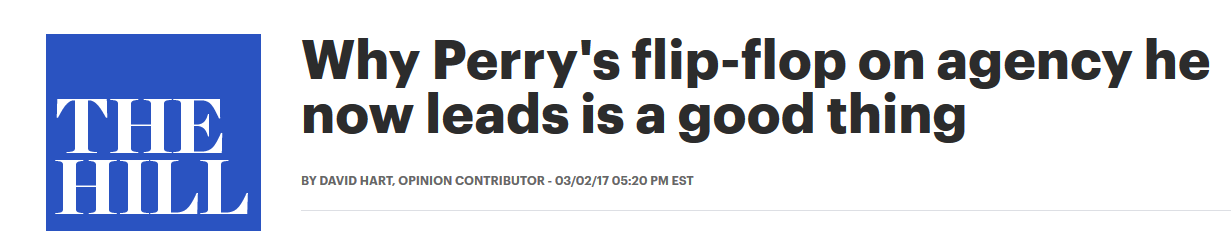 THE
HILL
Why Perry's flip-flop on agency he
now leads is a good thing
BY DAVID HART, OPINION CONTRIBUTOR - 03/02/17 05:20 PM EST